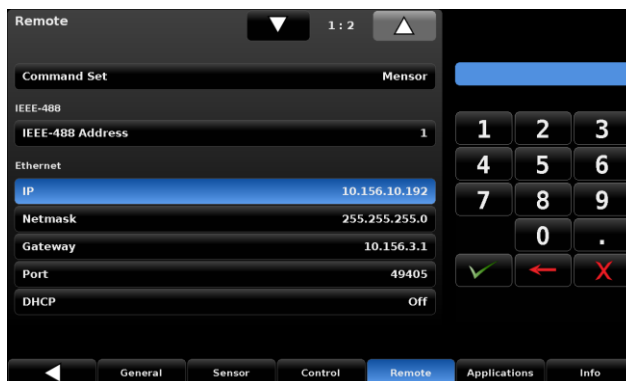 Remote
1 : 2
Command Set Mensor
IEEE-488
IEEE-488 Address 1
Ethernet
IP 10.156.10.192
Netmask 255.255.255.0
Gateway 10.156.3.1
Port 49405
DHCP Off
1 2 3
4 5 6
7 8 9
0 .
General Sensor Control Remote Applications Info